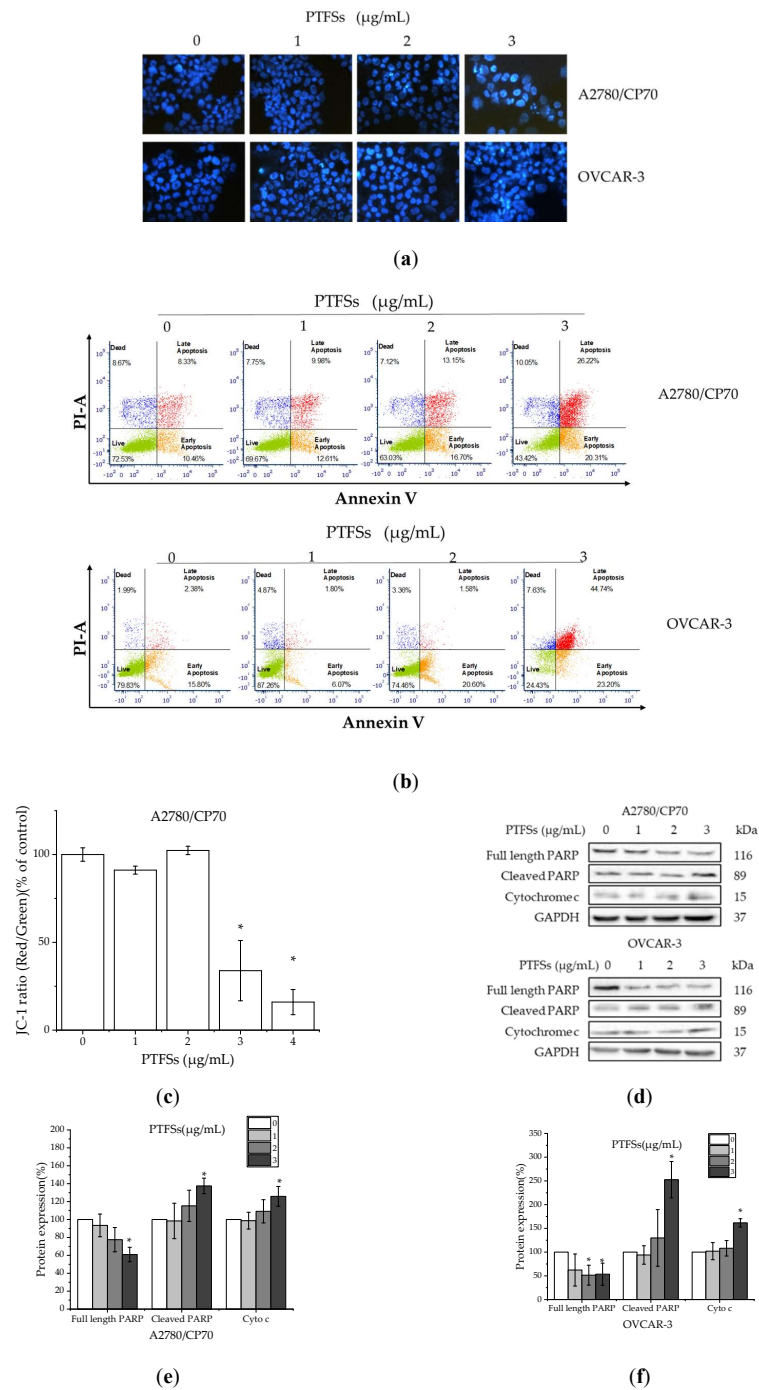 PTFSs (μg/mL)
0 1 2 3
A2780/CP70
OVCAR-3
(a)
PTFSs (μg/mL)
0 1 2 3
Dead 8.67% Late Apoptosis 8.33% Live 72.53% Early Apoptosis 10.46%
Dead 7.75% Late Apoptosis 9.98% Live 69.67% Early Apoptosis 12.61%
Dead 7.12% Late Apoptosis 13.15% Live 63.03% Early Apoptosis 16.70%
Dead 10.05% Late Apoptosis 26.22% Live 43.42% Early Apoptosis 20.31%
A2780/CP70
PI-A
Annexin V
PTFSs (μg/mL)
0 1 2 3
Dead 1.99% Late Apoptosis 2.38% Live 79.83% Early Apoptosis 15.80%
Dead 4.87% Late Apoptosis 1.80% Live 87.26% Early Apoptosis 6.07%
Dead 3.36% Late Apoptosis 1.58% Live 74.46% Early Apoptosis 20.60%
Dead 7.63% Late Apoptosis 44.74% Live 24.43% Early Apoptosis 23.20%
OVCAR-3
PI-A
Annexin V
(b)
A2780/CP70
JC-1 ratio (Red/Green)(% of control)
100
50
0
* *
0 1 2 3 4
PTFSs (μg/mL)
(c)
A2780/CP70
PTFSs (μg/mL) 0 1 2 3 kDa
Full length PARP 116
Cleaved PARP 89
Cytochrome c 15
GAPDH 37
OVCAR-3
PTFSs (μg/mL) 0 1 2 3 kDa
Full length PARP 116
Cleaved PARP 89
Cytochrome c 15
GAPDH 37
(d)
PTFSs(μg/mL)
0
1
2
3
Protein expression(%)
200
180
160
140
120
100
80
60
40
20
0
* * *
Full length PARP Cleaved PARP Cyto c
A2780/CP70
(e)
PTFSs(μg/mL)
0
1
2
3
Protein expression(%)
350
300
250
200
150
100
50
0
* * * *
Full length PARP Cleaved PARP Cyto c
OVCAR-3
(f)